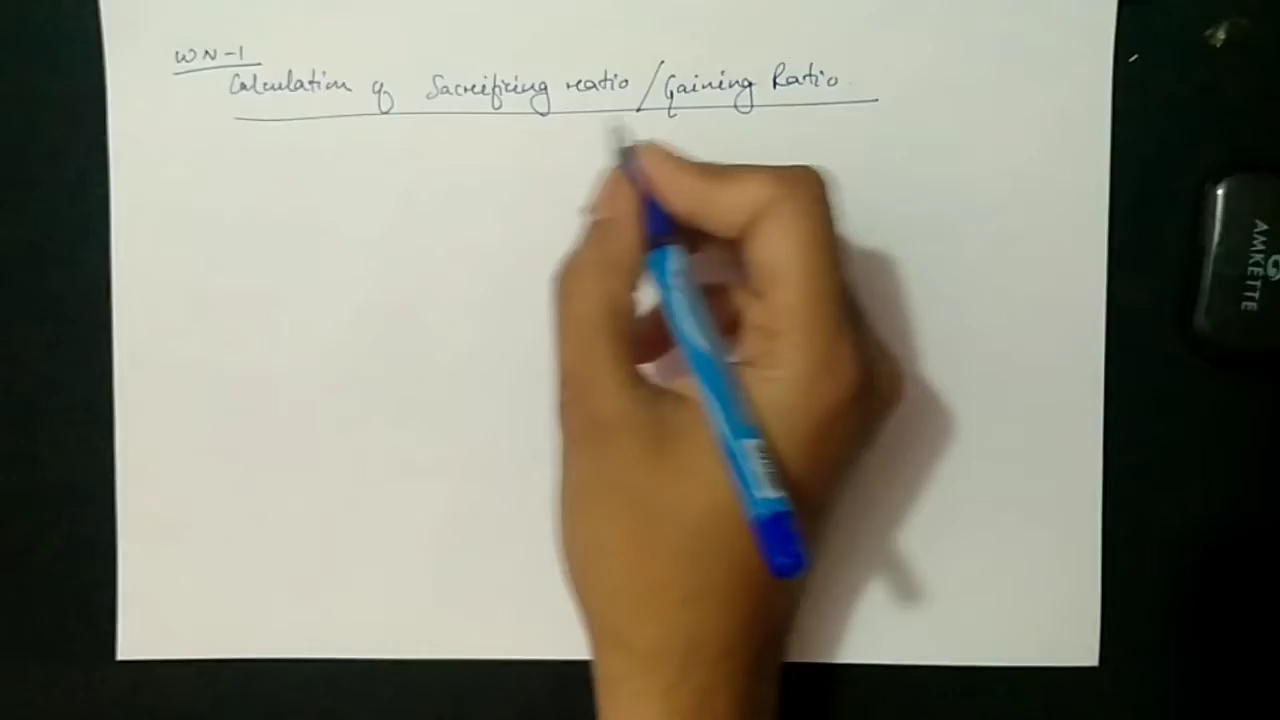 WN-1
Calculation of Sacrificing ratio / Gaining Ratio
AMKETTE